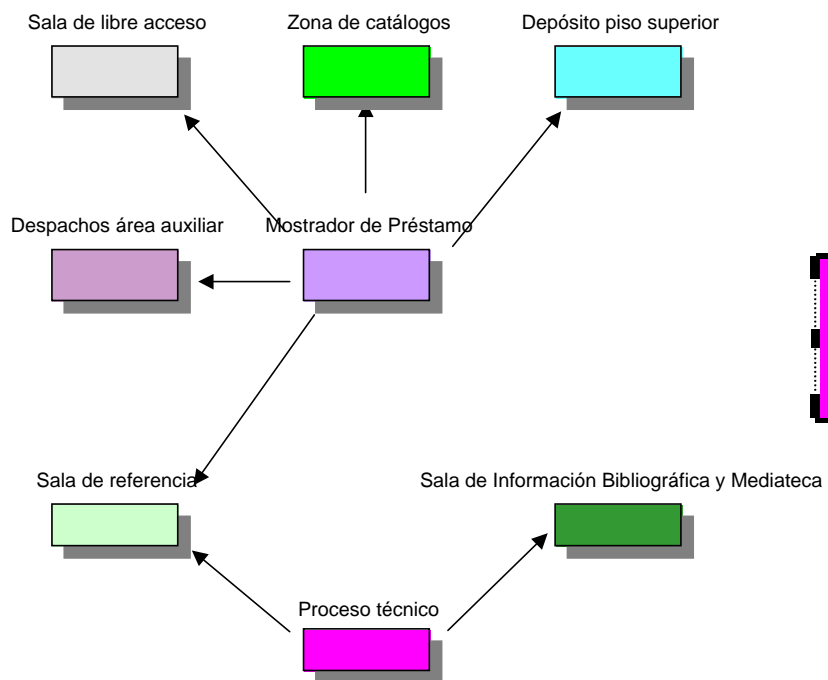 Sala de libre acceso
Zona de catálogos
Depósito piso superior
Despachos área auxiliar
Mostrador de Préstamo
Sala de referencia
Sala de Información Bibliográfica y Mediateca
Proceso técnico